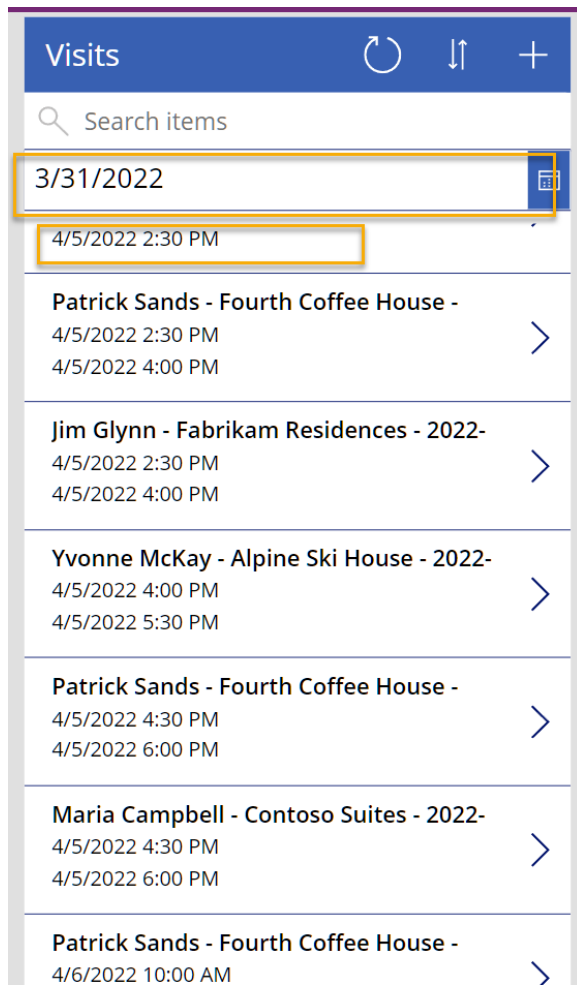 Visits
Search items
3/31/2022
4/5/2022 2:30 PM
Patrick Sands - Fourth Coffee House -
4/5/2022 2:30 PM
4/5/2022 4:00 PM
Jim Glynn - Fabrikam Residences - 2022-
4/5/2022 2:30 PM
4/5/2022 4:00 PM
Yvonne McKay - Alpine Ski House - 2022-
4/5/2022 4:00 PM
4/5/2022 5:30 PM
Patrick Sands - Fourth Coffee House -
4/5/2022 4:30 PM
4/5/2022 6:00 PM
Maria Campbell - Contoso Suites - 2022-
4/5/2022 4:30 PM
4/5/2022 6:00 PM
Patrick Sands - Fourth Coffee House -
4/6/2022 10:00 AM